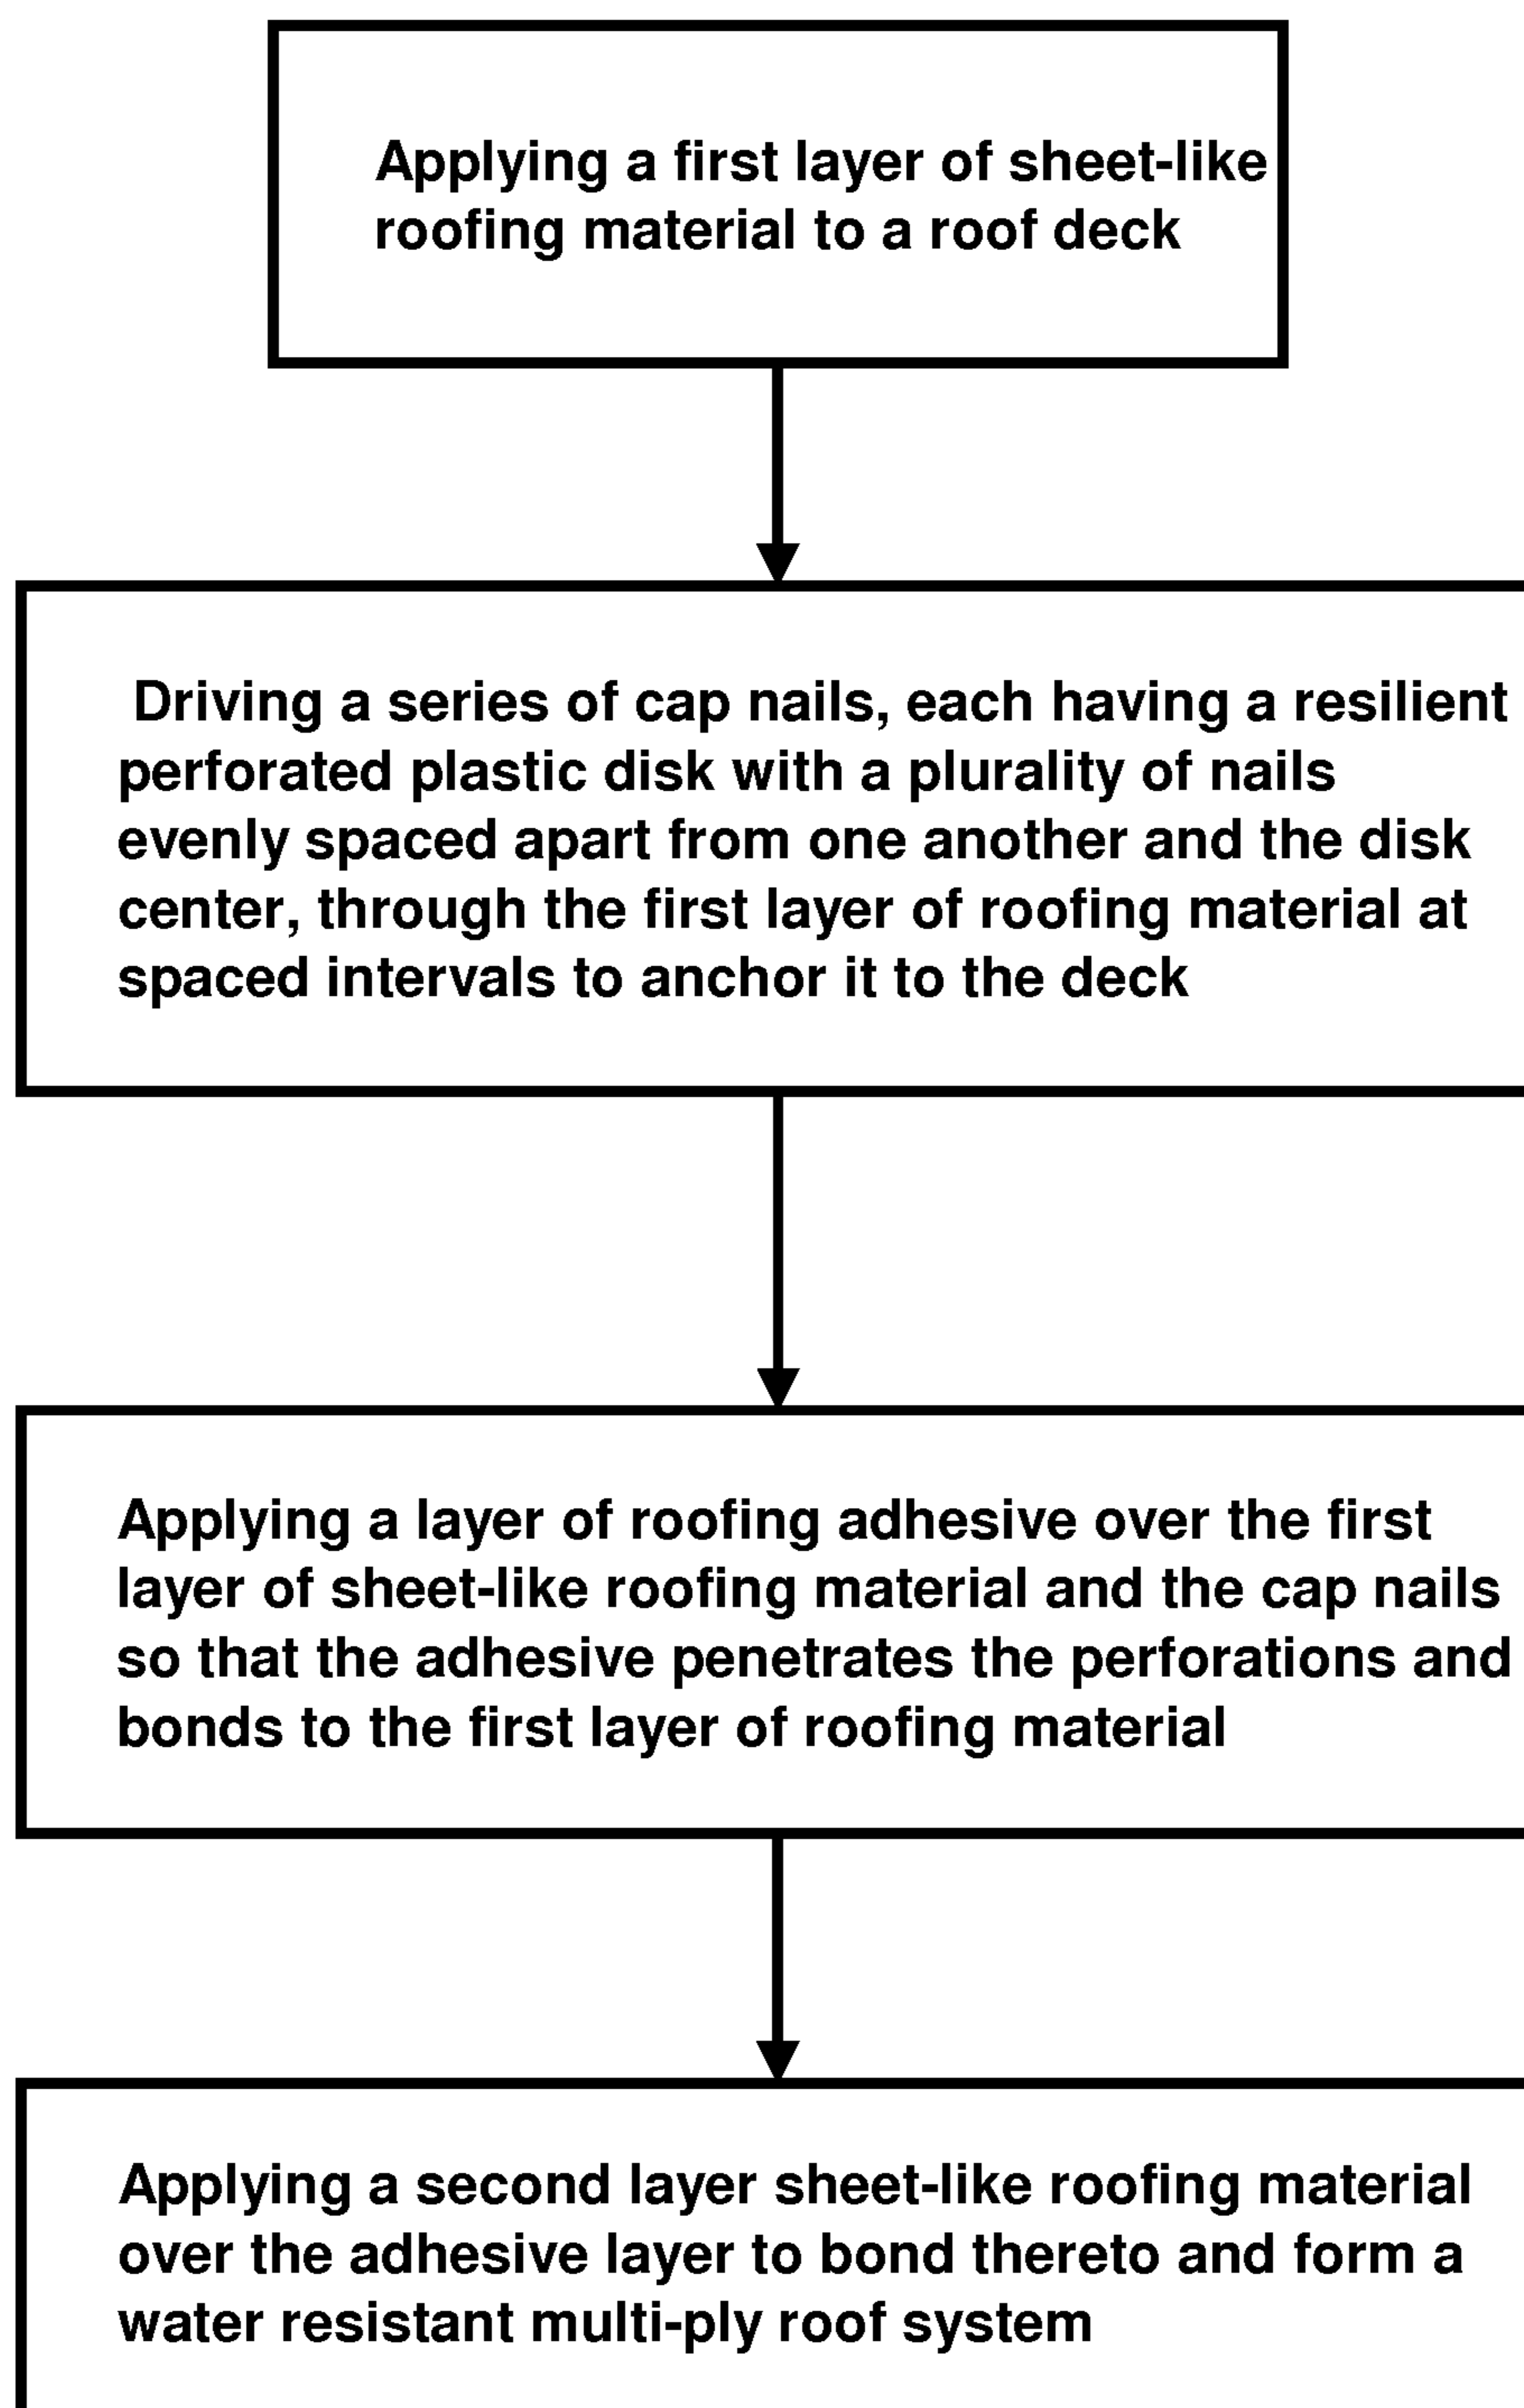 Applying a first layer of sheet-like
roofing material to a roof deck
Driving a series of cap nails, each having a resilient
perforated plastic disk with a plurality of nails
evenly spaced apart from one another and the disk
center, through the first layer of roofing material at
spaced intervals to anchor it to the deck
Applying a layer of roofing adhesive over the first
layer of sheet-like roofing material and the cap nails
so that the adhesive penetrates the perforations and
bonds to the first layer of roofing material
Applying a second layer sheet-like roofing material
over the adhesive layer to bond thereto and form a
water resistant multi-ply roof system